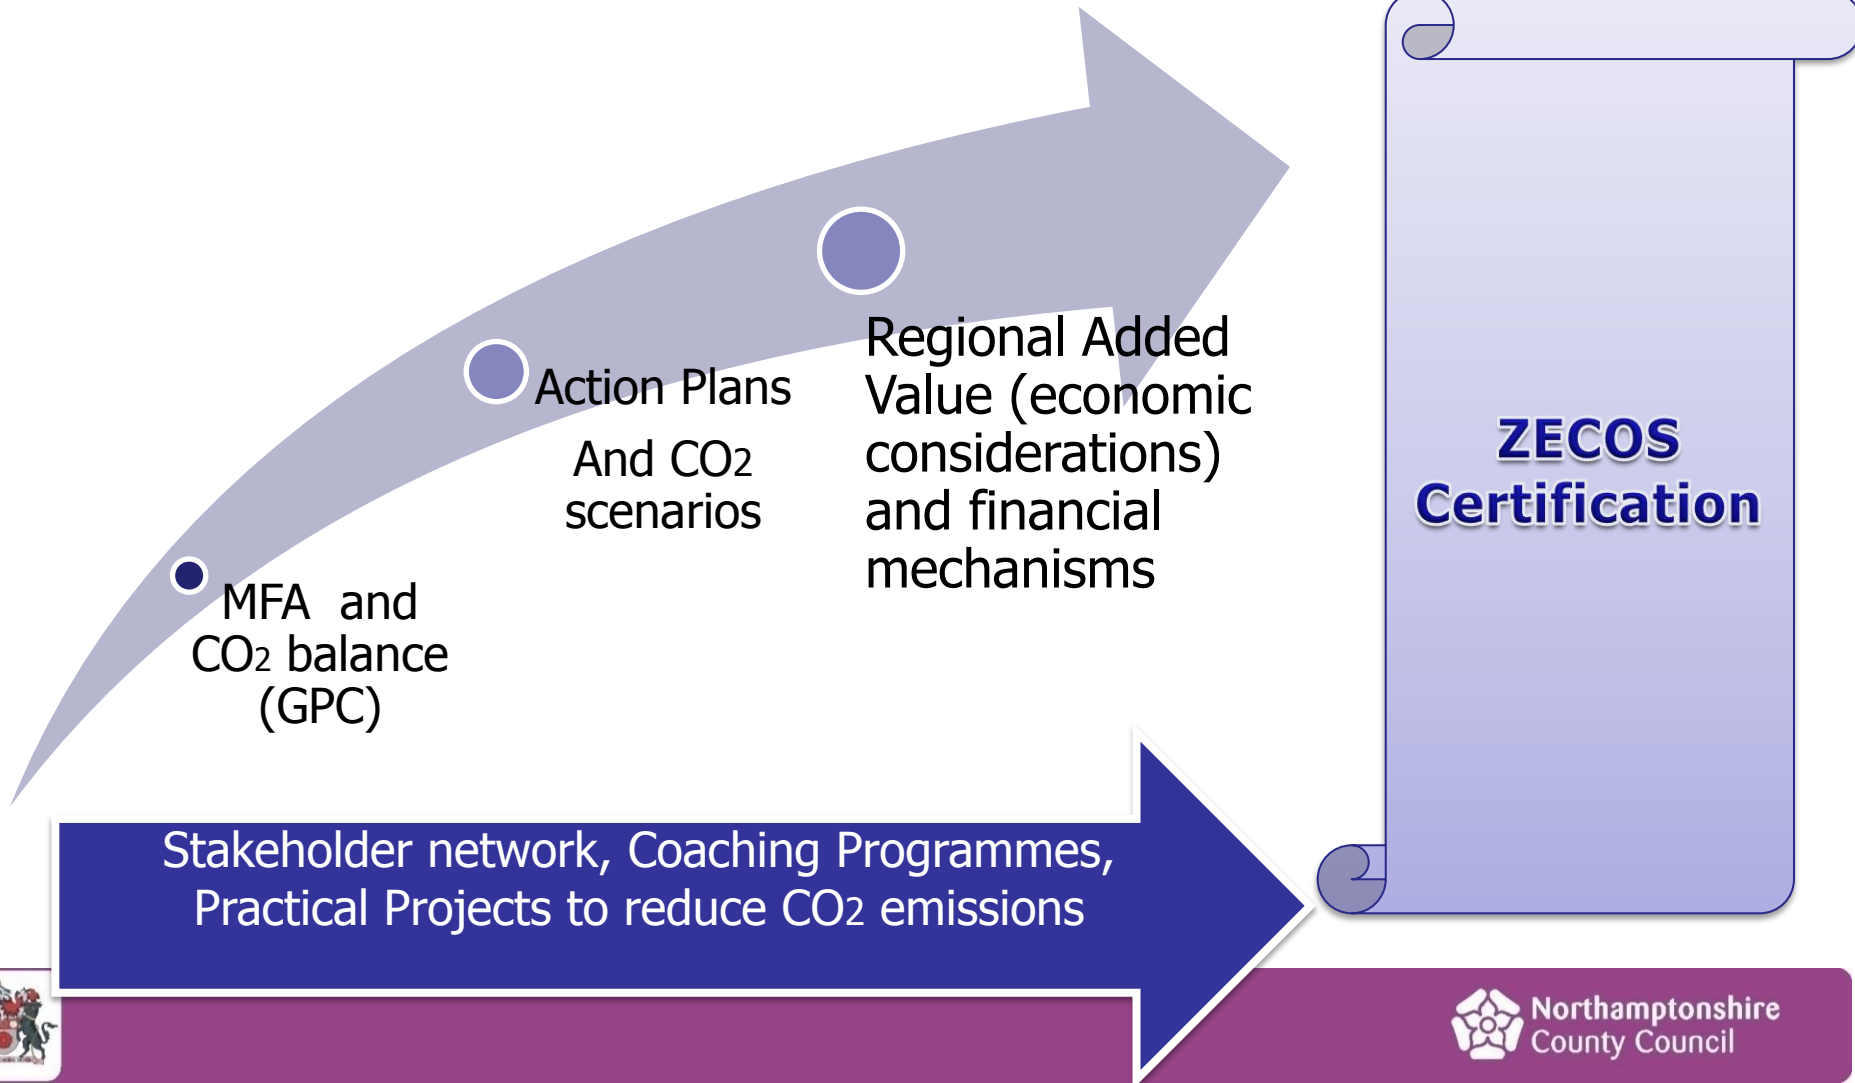 MFA and
CO2 balance
(GPC)
Action Plans
And CO2
scenarios
Regional Added
Value (economic
considerations)
and financial
mechanisms
ZECOS
Certification
Stakeholder network, Coaching Programmes,
Practical Projects to reduce CO2 emissions
Northamptonshire
County Council